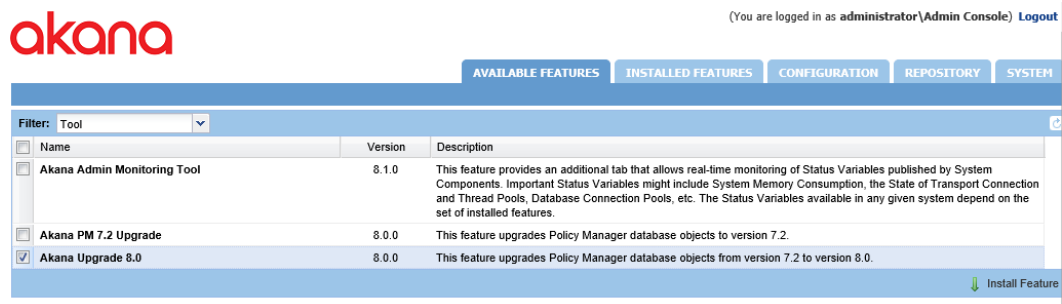 (You are logged in as administrator\Admin Console) Logout
akana
AVAILABLE FEATURES INSTALLED FEATURES CONFIGURATION REPOSITORY SYSTEM
Filter: Tool
Name Version Description
Akana Admin Monitoring Tool 8.1.0 This feature provides an additional tab that allows real-time monitoring of Status Variables published by System
Components. Important Status Variables might include System Memory Consumption, the State of Transport Connection
and Thread Pools, Database Connection Pools, etc. The Status Variables available in any given system depend on the
set of installed features.
Akana PM 7.2 Upgrade 8.0.0 This feature upgrades Policy Manager database objects to version 7.2.
Akana Upgrade 8.0 8.0.0 This feature upgrades Policy Manager database objects from version 7.2 to version 8.0.
Install Feature